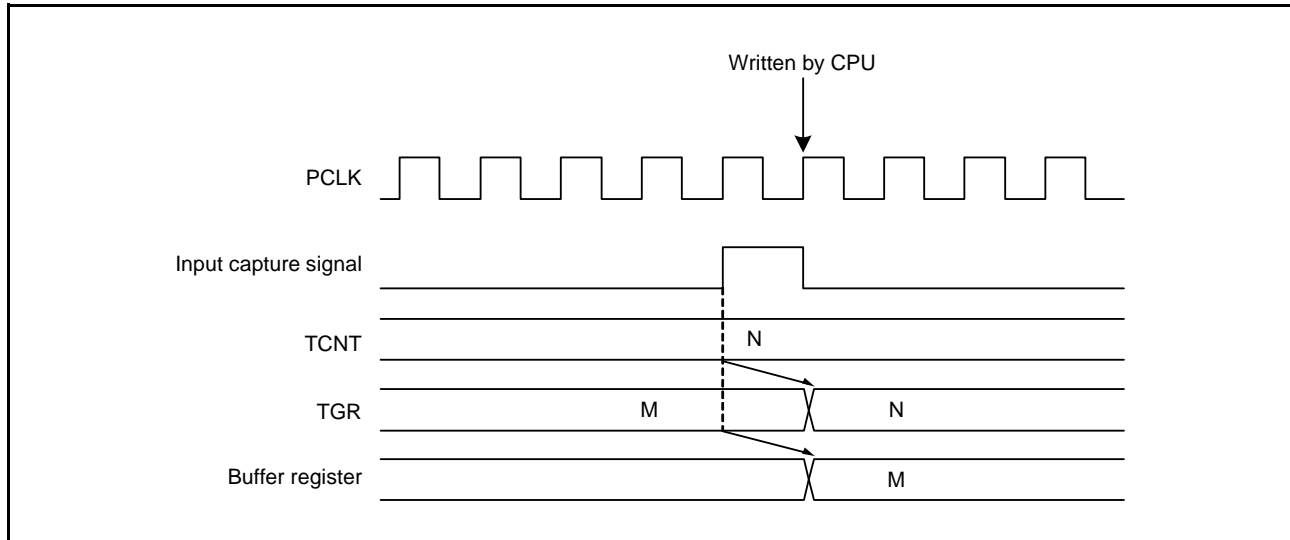 Written by CPU
PCLK
Input capture signal
TCNT
N
TGR
M
N
Buffer register
M